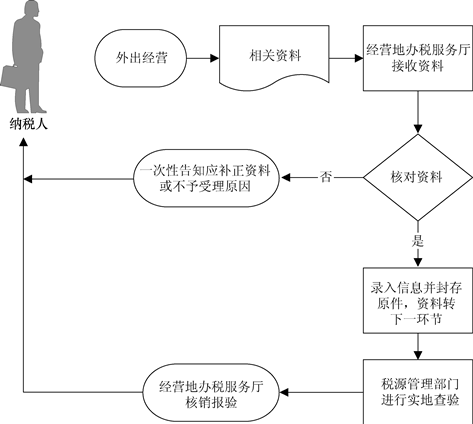 外出经营
相关资料
经营地办税服务厅
接收资料
纳税人
一次性告知应补正资料
或不予受理原因
否
核对资料
是
录入信息并封存
原件，资料转
下一环节
经营地办税服务厅
核销报验
税源管理部门
进行实地查验